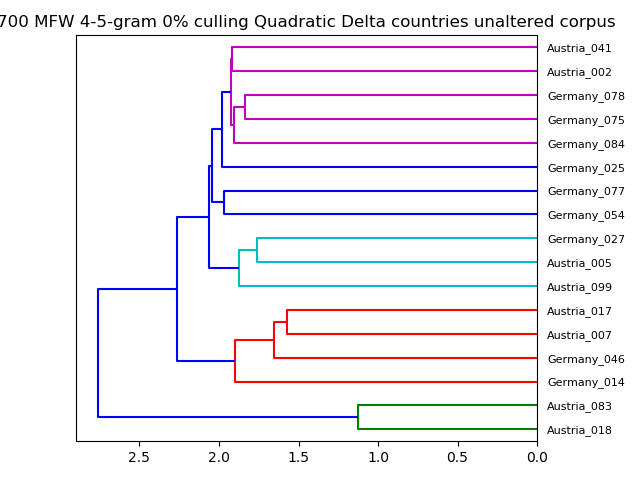 700 MFW 4-5-gram 0% culling Quadratic Delta countries unaltered corpus
Austria_041
Austria_002
Germany_078
Germany_075
Germany_084
Germany_025
Germany_077
Germany_054
Germany_027
Austria_005
Austria_099
Austria_017
Austria_007
Germany_046
Germany_014
Austria_083
Austria_018
2.5 2.0 1.5 1.0 0.5 0.0